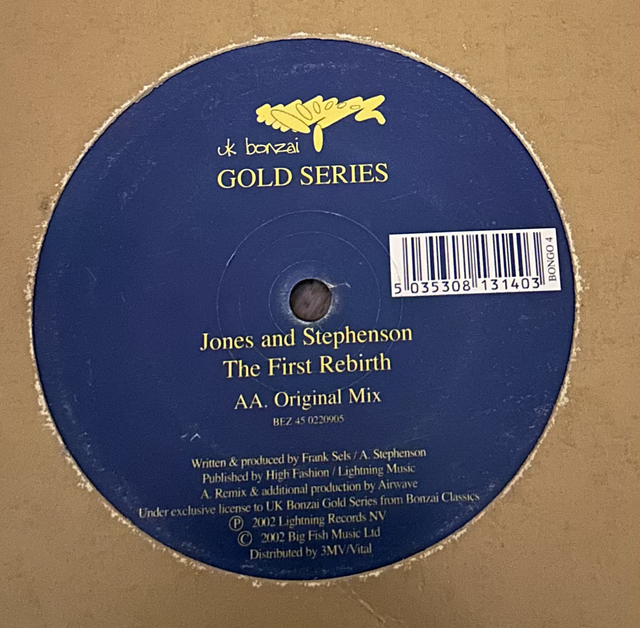 uk bonzai
GOLD SERIES
5 035308 131403
BONGO 4
Jones and Stephenson
The First Rebirth
AA. Original Mix
BEZ 45 0220905
Written & produced by Frank Sels / A. Stephenson
Published by High Fashion / Lightning Music
A. Remix & additional production by Airwave
Under exclusive license to UK Bonzai Gold Series from Bonzai Classics
Ⓟ 2002 Lightning Records NV
© 2002 Big Fish Music Ltd
Distributed by 3MV/Vital